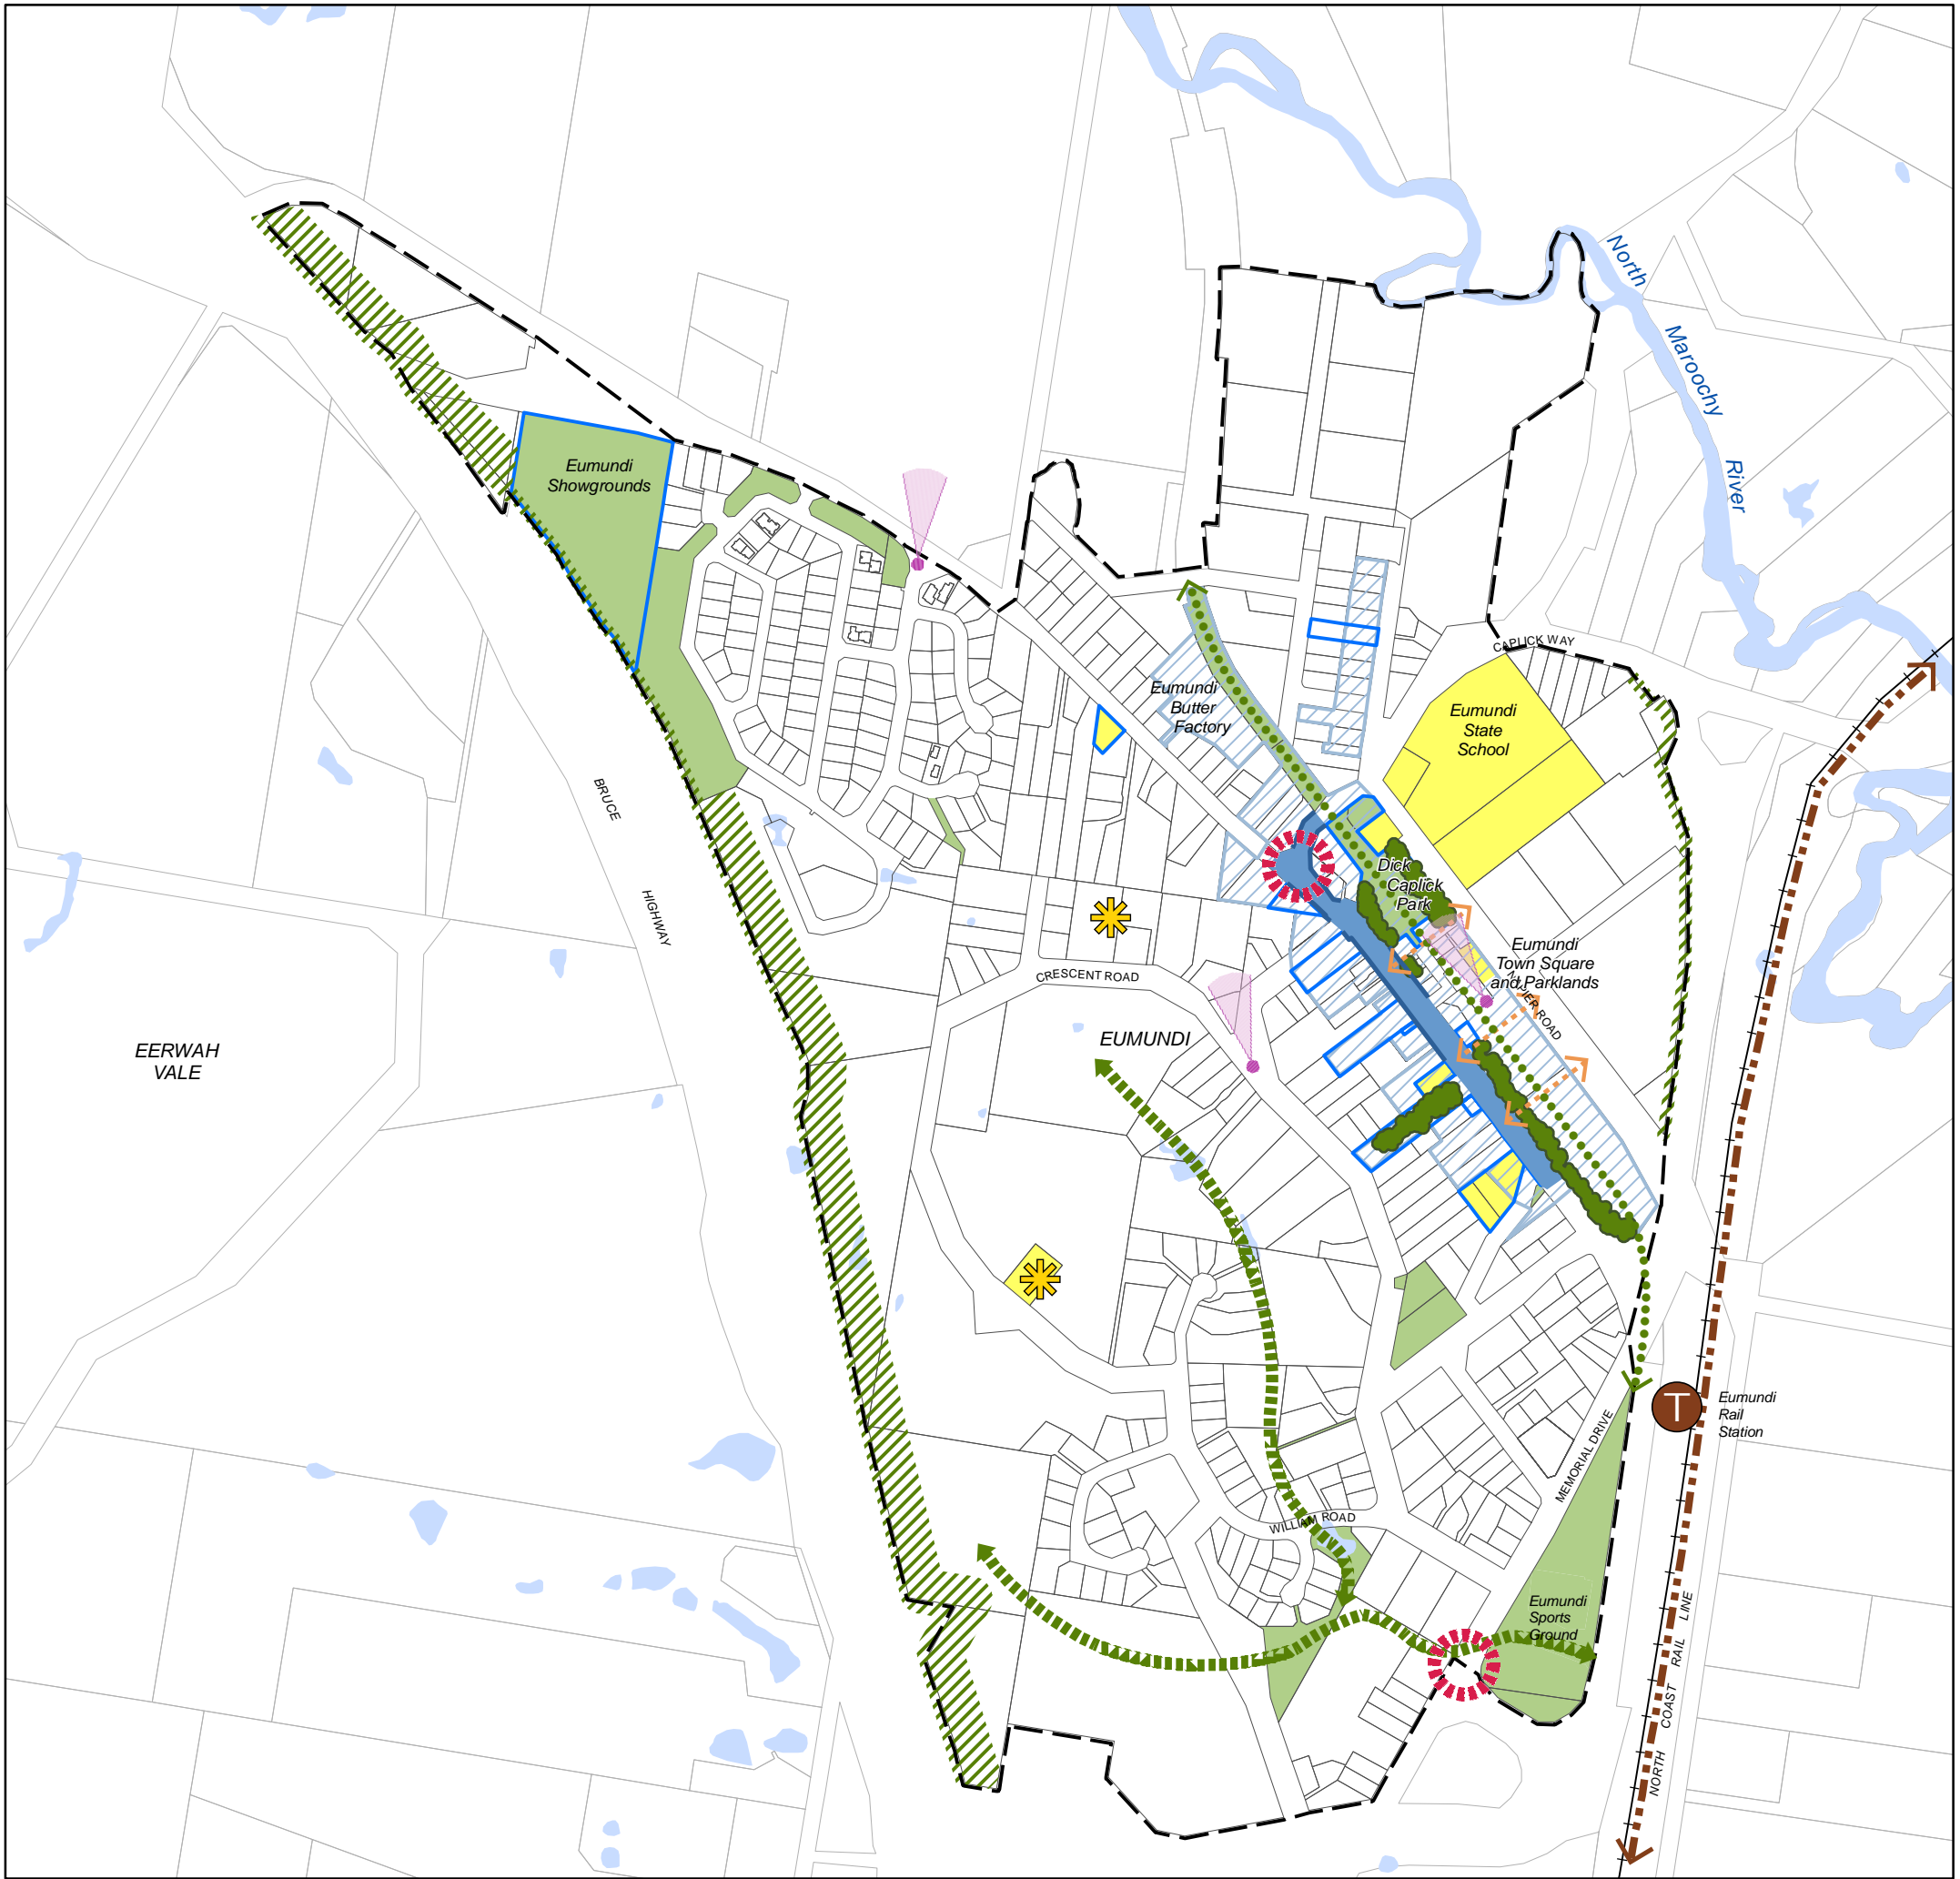 North
Maroochy
River
Eumundi
Showgrounds
CAPLICK WAY
Eumundi
Butter
Factory
Eumundi
State
School
BRUCE
HIGHWAY
Dick
Caplick
Park
Eumundi
Town Square
and Parklands
CRESCENT ROAD
EUMUNDI
EERWAH
VALE
T
Eumundi
Rail
Station
MEMORIAL DRIVE
WILLIAM ROAD
Eumundi
Sports
Ground
NORTH COAST RAIL LINE